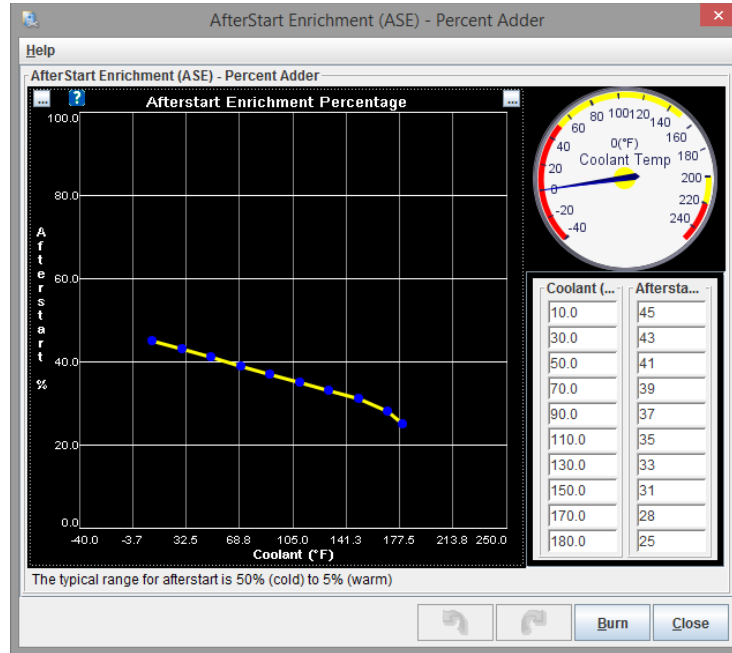 AfterStart Enrichment (ASE) - Percent Adder
×
Help
AfterStart Enrichment (ASE) - Percent Adder
... ? Afterstart Enrichment Percentage ...
100.0
80.0
60.0
40.0
20.0
0.0
Afterstart %
-40.0 -3.7 32.5 68.8 105.0 141.3 177.5 213.8 250.0
Coolant (°F)
-40
-20
0
20
40
60
80
100
120
140
160
180
200
220
240
0(°F)
Coolant Temp
Coolant (... Aftersta...
10.0 45
30.0 43
50.0 41
70.0 39
90.0 37
110.0 35
130.0 33
150.0 31
170.0 28
180.0 25
The typical range for afterstart is 50% (cold) to 5% (warm)
Burn Close